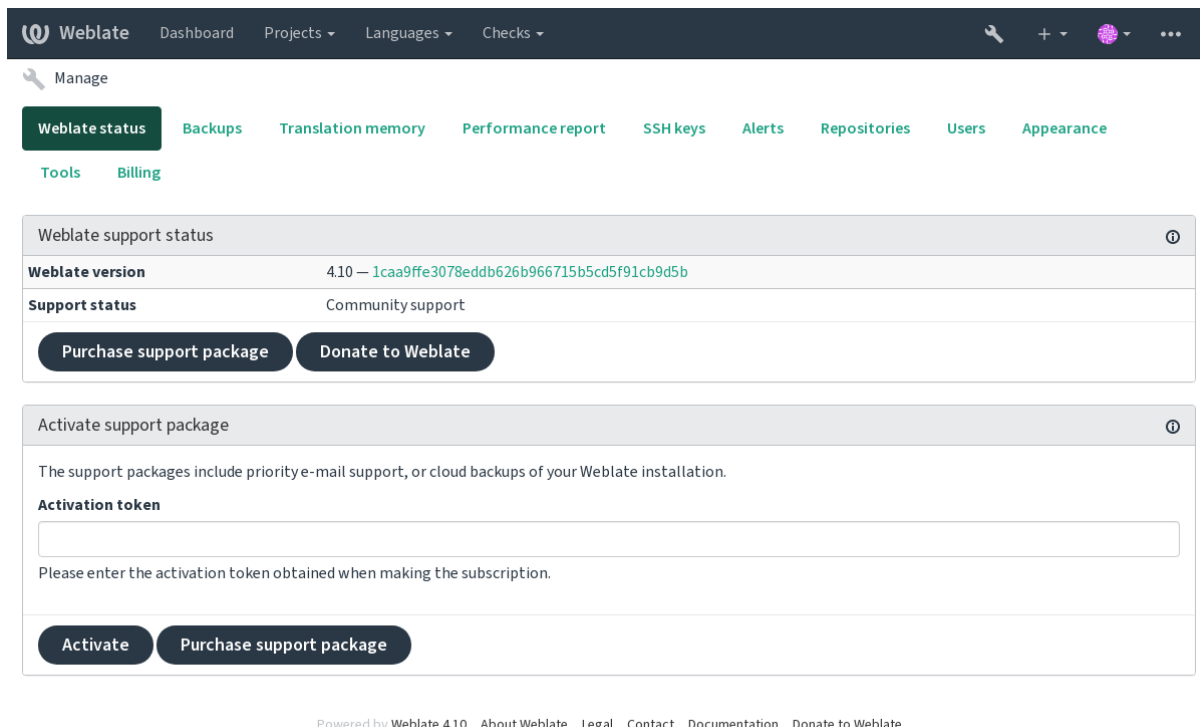 Weblate Dashboard Projects Languages Checks
Manage
Weblate status Backups Translation memory Performance report SSH keys Alerts Repositories Users Appearance
Tools Billing
Weblate support status
Weblate version 4.10 — 1caa9ffe3078eddb626b966715b5cd5f91cb9d5b
Support status Community support
Purchase support package Donate to Weblate
Activate support package
The support packages include priority e-mail support, or cloud backups of your Weblate installation.
Activation token
Please enter the activation token obtained when making the subscription.
Activate Purchase support package
Powered by Weblate 4.10 About Weblate Legal Contact Documentation Donate to Weblate